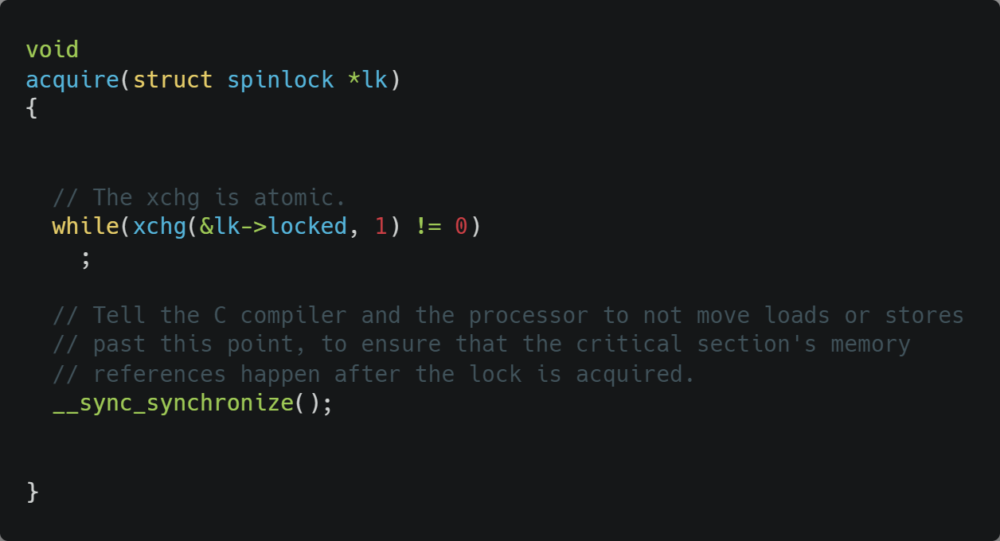 void
acquire(struct spinlock *lk)
{
  // The xchg is atomic.
  while(xchg(&lk->locked, 1) != 0)
    ;
  // Tell the C compiler and the processor to not move loads or stores
  // past this point, to ensure that the critical section's memory
  // references happen after the lock is acquired.
  __sync_synchronize();
}